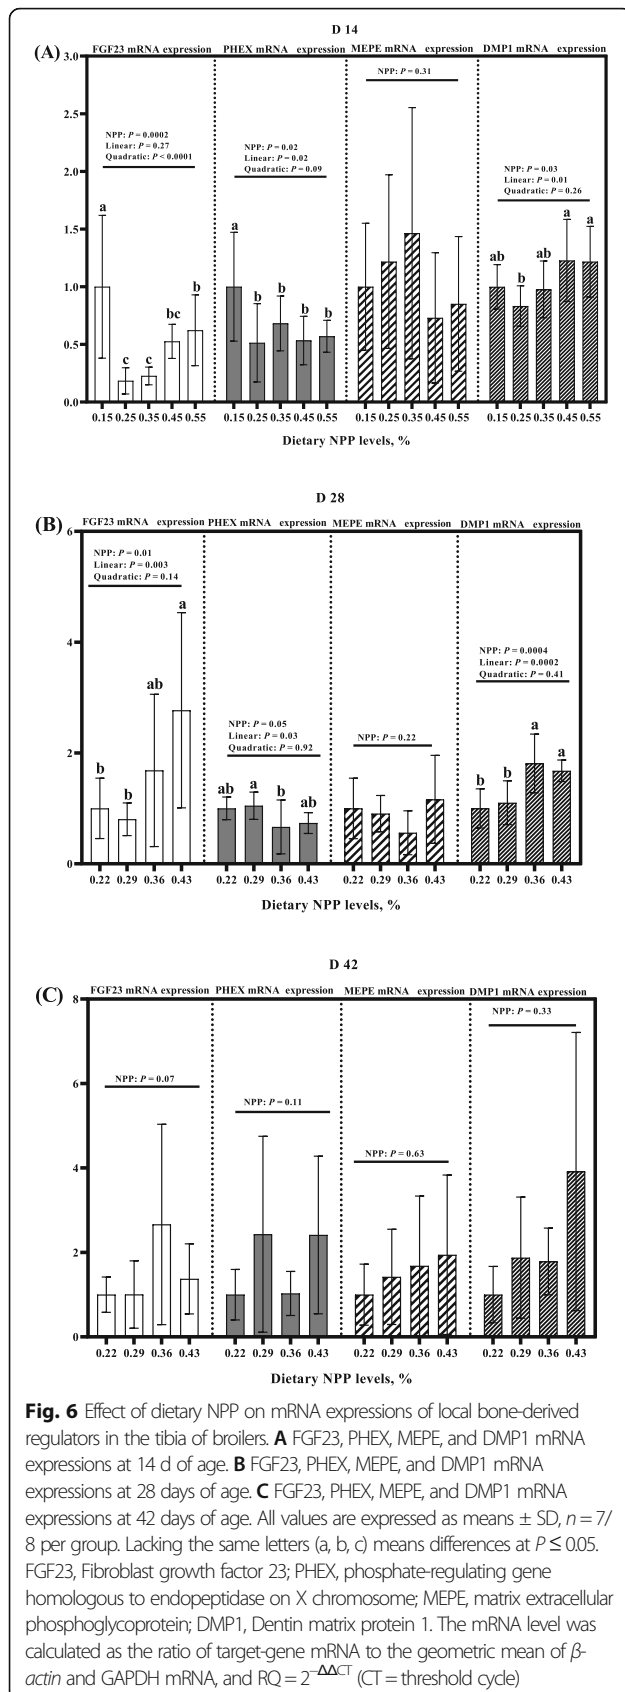 D 14
(A)
FGF23 mRNA expression PHEX mRNA expression MEPE mRNA expression DMP1 mRNA expression
3.0
2.5
2.0
1.5
1.0
0.5
0.0
NPP: P = 0.0002
Linear: P = 0.27
Quadratic: P < 0.0001
a c c bc b
NPP: P = 0.02
Linear: P = 0.02
Quadratic: P = 0.09
a b b b b
NPP: P = 0.31
NPP: P = 0.03
Linear: P = 0.01
Quadratic: P = 0.26
ab b ab a a
0.15 0.25 0.35 0.45 0.55 0.15 0.25 0.35 0.45 0.55 0.15 0.25 0.35 0.45 0.55 0.15 0.25 0.35 0.45 0.55
Dietary NPP levels, %
D 28
(B)
FGF23 mRNA expression PHEX mRNA expression MEPE mRNA expression DMP1 mRNA expression
6
4
2
0
NPP: P = 0.01
Linear: P = 0.003
Quadratic: P = 0.14
b b ab a
NPP: P = 0.05
Linear: P = 0.03
Quadratic: P = 0.92
ab a b ab
NPP: P = 0.22
NPP: P = 0.0004
Linear: P = 0.0002
Quadratic: P = 0.41
b b a a
0.22 0.29 0.36 0.43 0.22 0.29 0.36 0.43 0.22 0.29 0.36 0.43 0.22 0.29 0.36 0.43
Dietary NPP levels, %
D 42
(C)
FGF23 mRNA expression PHEX mRNA expression MEPE mRNA expression DMP1 mRNA expression
8
6
4
2
0
NPP: P = 0.07
NPP: P = 0.11
NPP: P = 0.63
NPP: P = 0.33
0.22 0.29 0.36 0.43 0.22 0.29 0.36 0.43 0.22 0.29 0.36 0.43 0.22 0.29 0.36 0.43
Dietary NPP levels, %
Fig. 6 Effect of dietary NPP on mRNA expressions of local bone-derived
regulators in the tibia of broilers. A FGF23, PHEX, MEPE, and DMP1 mRNA
expressions at 14 d of age. B FGF23, PHEX, MEPE, and DMP1 mRNA
expressions at 28 days of age. C FGF23, PHEX, MEPE, and DMP1 mRNA
expressions at 42 days of age. All values are expressed as means ± SD, n = 7/
8 per group. Lacking the same letters (a, b, c) means differences at P ≤ 0.05.
FGF23, Fibroblast growth factor 23; PHEX, phosphate-regulating gene
homologous to endopeptidase on X chromosome; MEPE, matrix extracellular
phosphoglycoprotein; DMP1, Dentin matrix protein 1. The mRNA level was
calculated as the ratio of target-gene mRNA to the geometric mean of β-
actin and GAPDH mRNA, and RQ = 2^−ΔΔCT (CT = threshold cycle)